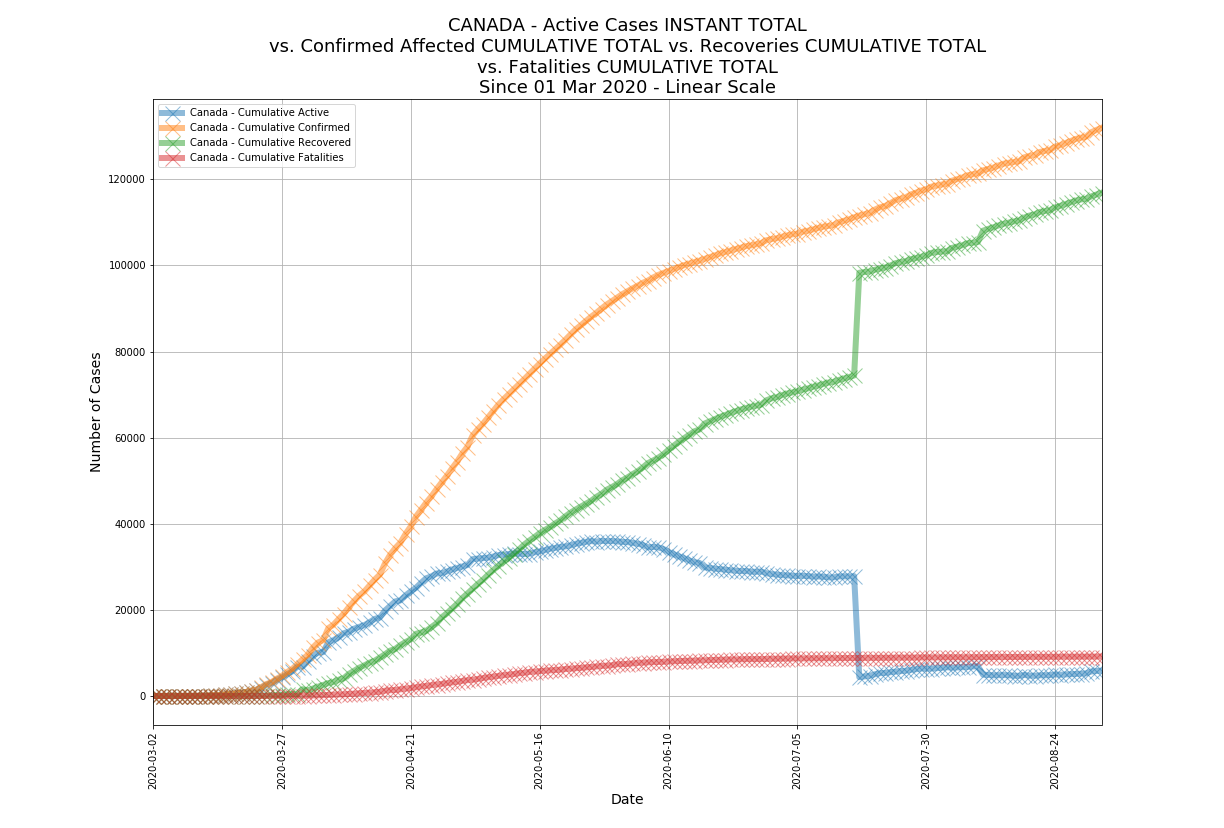 CANADA - Active Cases INSTANT TOTAL
vs. Confirmed Affected CUMULATIVE TOTAL vs. Recoveries CUMULATIVE TOTAL
vs. Fatalities CUMULATIVE TOTAL
Since 01 Mar 2020 - Linear Scale
Canada - Cumulative Active
Canada - Cumulative Confirmed
Canada - Cumulative Recovered
Canada - Cumulative Fatalities
Number of Cases
120000
100000
80000
60000
40000
20000
0
2020-03-02
2020-03-27
2020-04-21
2020-05-16
2020-06-10
2020-07-05
2020-07-30
2020-08-24
Date